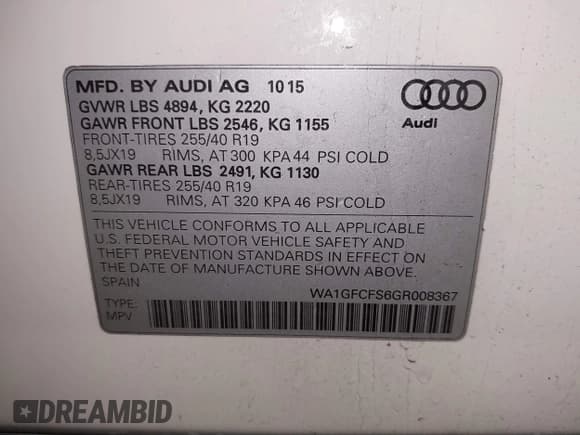 MFD. BY AUDI AG 10 15
GVWR LBS 4894, KG 2220
GAWR FRONT LBS 2546, KG 1155
FRONT-TIRES 255/40 R19
8,5JX19 RIMS, AT 300 KPA 44 PSI COLD
GAWR REAR LBS 2491, KG 1130
REAR-TIRES 255/40 R19
8,5JX19 RIMS, AT 320 KPA 46 PSI COLD
Audi
THIS VEHICLE CONFORMS TO ALL APPLICABLE
U.S. FEDERAL MOTOR VEHICLE SAFETY AND
THEFT PREVENTION STANDARDS IN EFFECT ON
THE DATE OF MANUFACTURE SHOWN ABOVE.
SPAIN
WA1GFCFS6GR008367
TYPE:
MPV
DREAMBID